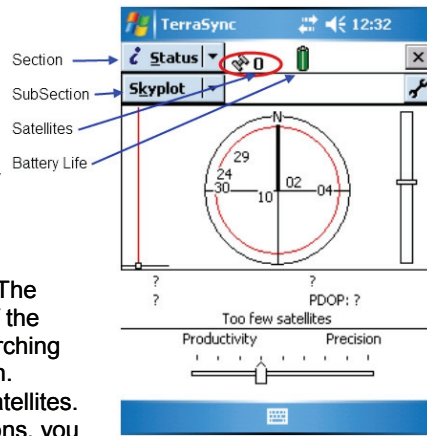 TerraSync 12:32
Section
Status
0
SubSection
Skyplot
Satellites
Battery Life
N
29
24
30 10 02 04
The
the
rching
? ?
? PDOP: ?
Too few satellites
Productivity Precision
atellites.
ons, you